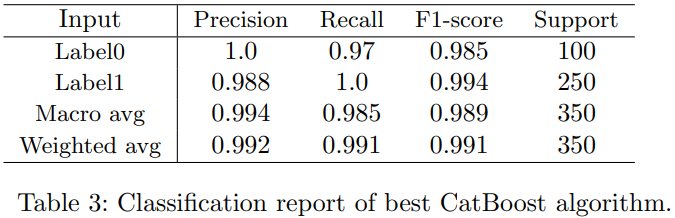 Input Precision Recall F1-score Support
Label0 1.0 0.97 0.985 100
Label1 0.988 1.0 0.994 250
Macro avg 0.994 0.985 0.989 350
Weighted avg 0.992 0.991 0.991 350
Table 3: Classification report of best CatBoost algorithm.